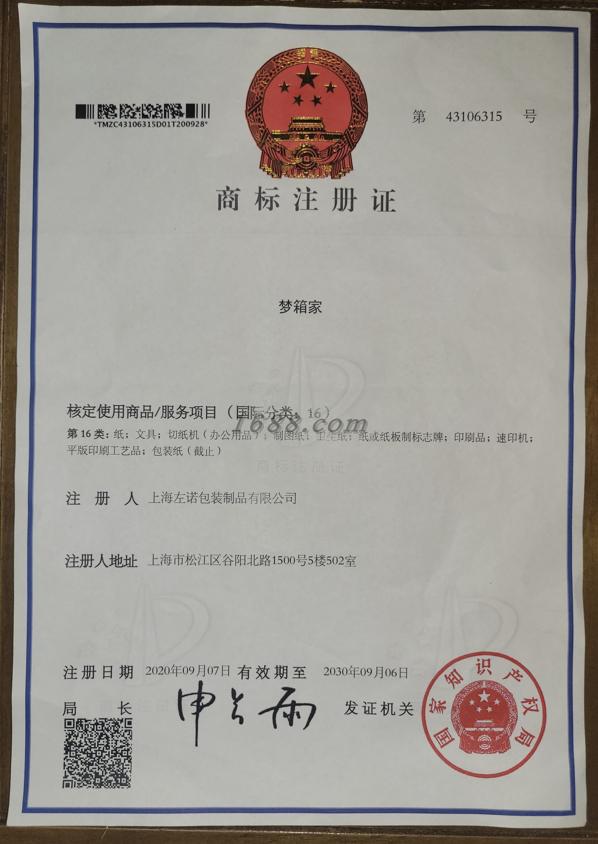 *TMZC43106315D01T200928*
第 43106315 号
商标注册证
梦箱家
核定使用商品/服务项目（国际分类：16）
第16类：纸；文具；切纸机（办公用品）；制图纸；卫生纸；纸或纸板制标志牌；印刷品；速印机；
平版印刷工艺品；包装纸（截止）
1688.com
商标注册证
注册人 上海左诺包装制品有限公司
注册人地址 上海市松江区谷阳北路1500号5楼502室
注册日期 2020年09月07日 有效期至 2030年09月06日
局长 申长雨 发证机关
国家知识产权局